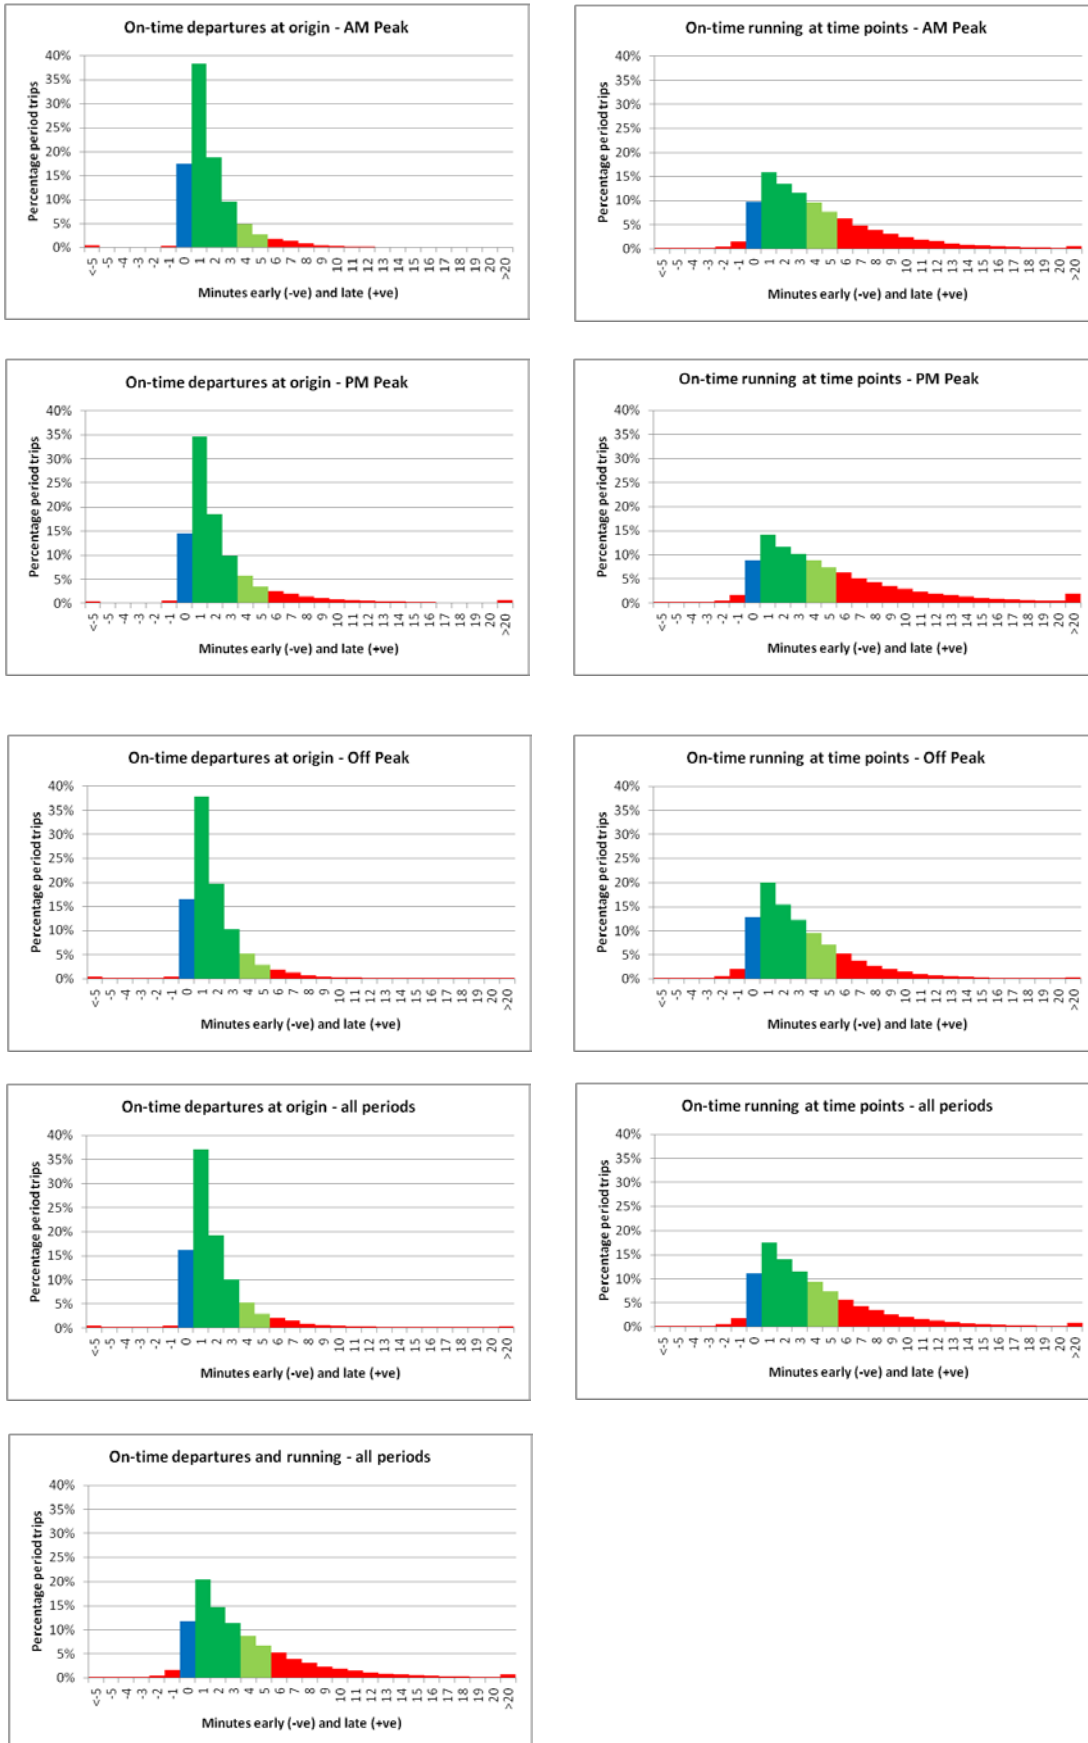 On-time departures at origin - AM Peak
Percentage period trips
40%
35%
30%
25%
20%
15%
10%
5%
0%
<-5 -5 -4 -3 -2 -1 0 1 2 3 4 5 6 7 8 9 10 11 12 13 14 15 16 17 18 19 20 >20
Minutes early (-ve) and late (+ve)
On-time running at time points - AM Peak
Percentage period trips
40%
35%
30%
25%
20%
15%
10%
5%
0%
<-5 -5 -4 -3 -2 -1 0 1 2 3 4 5 6 7 8 9 10 11 12 13 14 15 16 17 18 19 20 >20
Minutes early (-ve) and late (+ve)
On-time departures at origin - PM Peak
Percentage period trips
40%
35%
30%
25%
20%
15%
10%
5%
0%
<-5 -5 -4 -3 -2 -1 0 1 2 3 4 5 6 7 8 9 10 11 12 13 14 15 16 17 18 19 20 >20
Minutes early (-ve) and late (+ve)
On-time running at time points - PM Peak
Percentage period trips
40%
35%
30%
25%
20%
15%
10%
5%
0%
<-5 -5 -4 -3 -2 -1 0 1 2 3 4 5 6 7 8 9 10 11 12 13 14 15 16 17 18 19 20 >20
Minutes early (-ve) and late (+ve)
On-time departures at origin - Off Peak
Percentage period trips
40%
35%
30%
25%
20%
15%
10%
5%
0%
<-5 -5 -4 -3 -2 -1 0 1 2 3 4 5 6 7 8 9 10 11 12 13 14 15 16 17 18 19 20 >20
Minutes early (-ve) and late (+ve)
On-time running at time points - Off Peak
Percentage period trips
40%
35%
30%
25%
20%
15%
10%
5%
0%
<-5 -5 -4 -3 -2 -1 0 1 2 3 4 5 6 7 8 9 10 11 12 13 14 15 16 17 18 19 20 >20
Minutes early (-ve) and late (+ve)
On-time departures at origin - all periods
Percentage period trips
40%
35%
30%
25%
20%
15%
10%
5%
0%
<-5 -5 -4 -3 -2 -1 0 1 2 3 4 5 6 7 8 9 10 11 12 13 14 15 16 17 18 19 20 >20
Minutes early (-ve) and late (+ve)
On-time running at time points - all periods
Percentage period trips
40%
35%
30%
25%
20%
15%
10%
5%
0%
<-5 -5 -4 -3 -2 -1 0 1 2 3 4 5 6 7 8 9 10 11 12 13 14 15 16 17 18 19 20 >20
Minutes early (-ve) and late (+ve)
On-time departures and running - all periods
Percentage period trips
40%
35%
30%
25%
20%
15%
10%
5%
0%
<-5 -5 -4 -3 -2 -1 0 1 2 3 4 5 6 7 8 9 10 11 12 13 14 15 16 17 18 19 20 >20
Minutes early (-ve) and late (+ve)